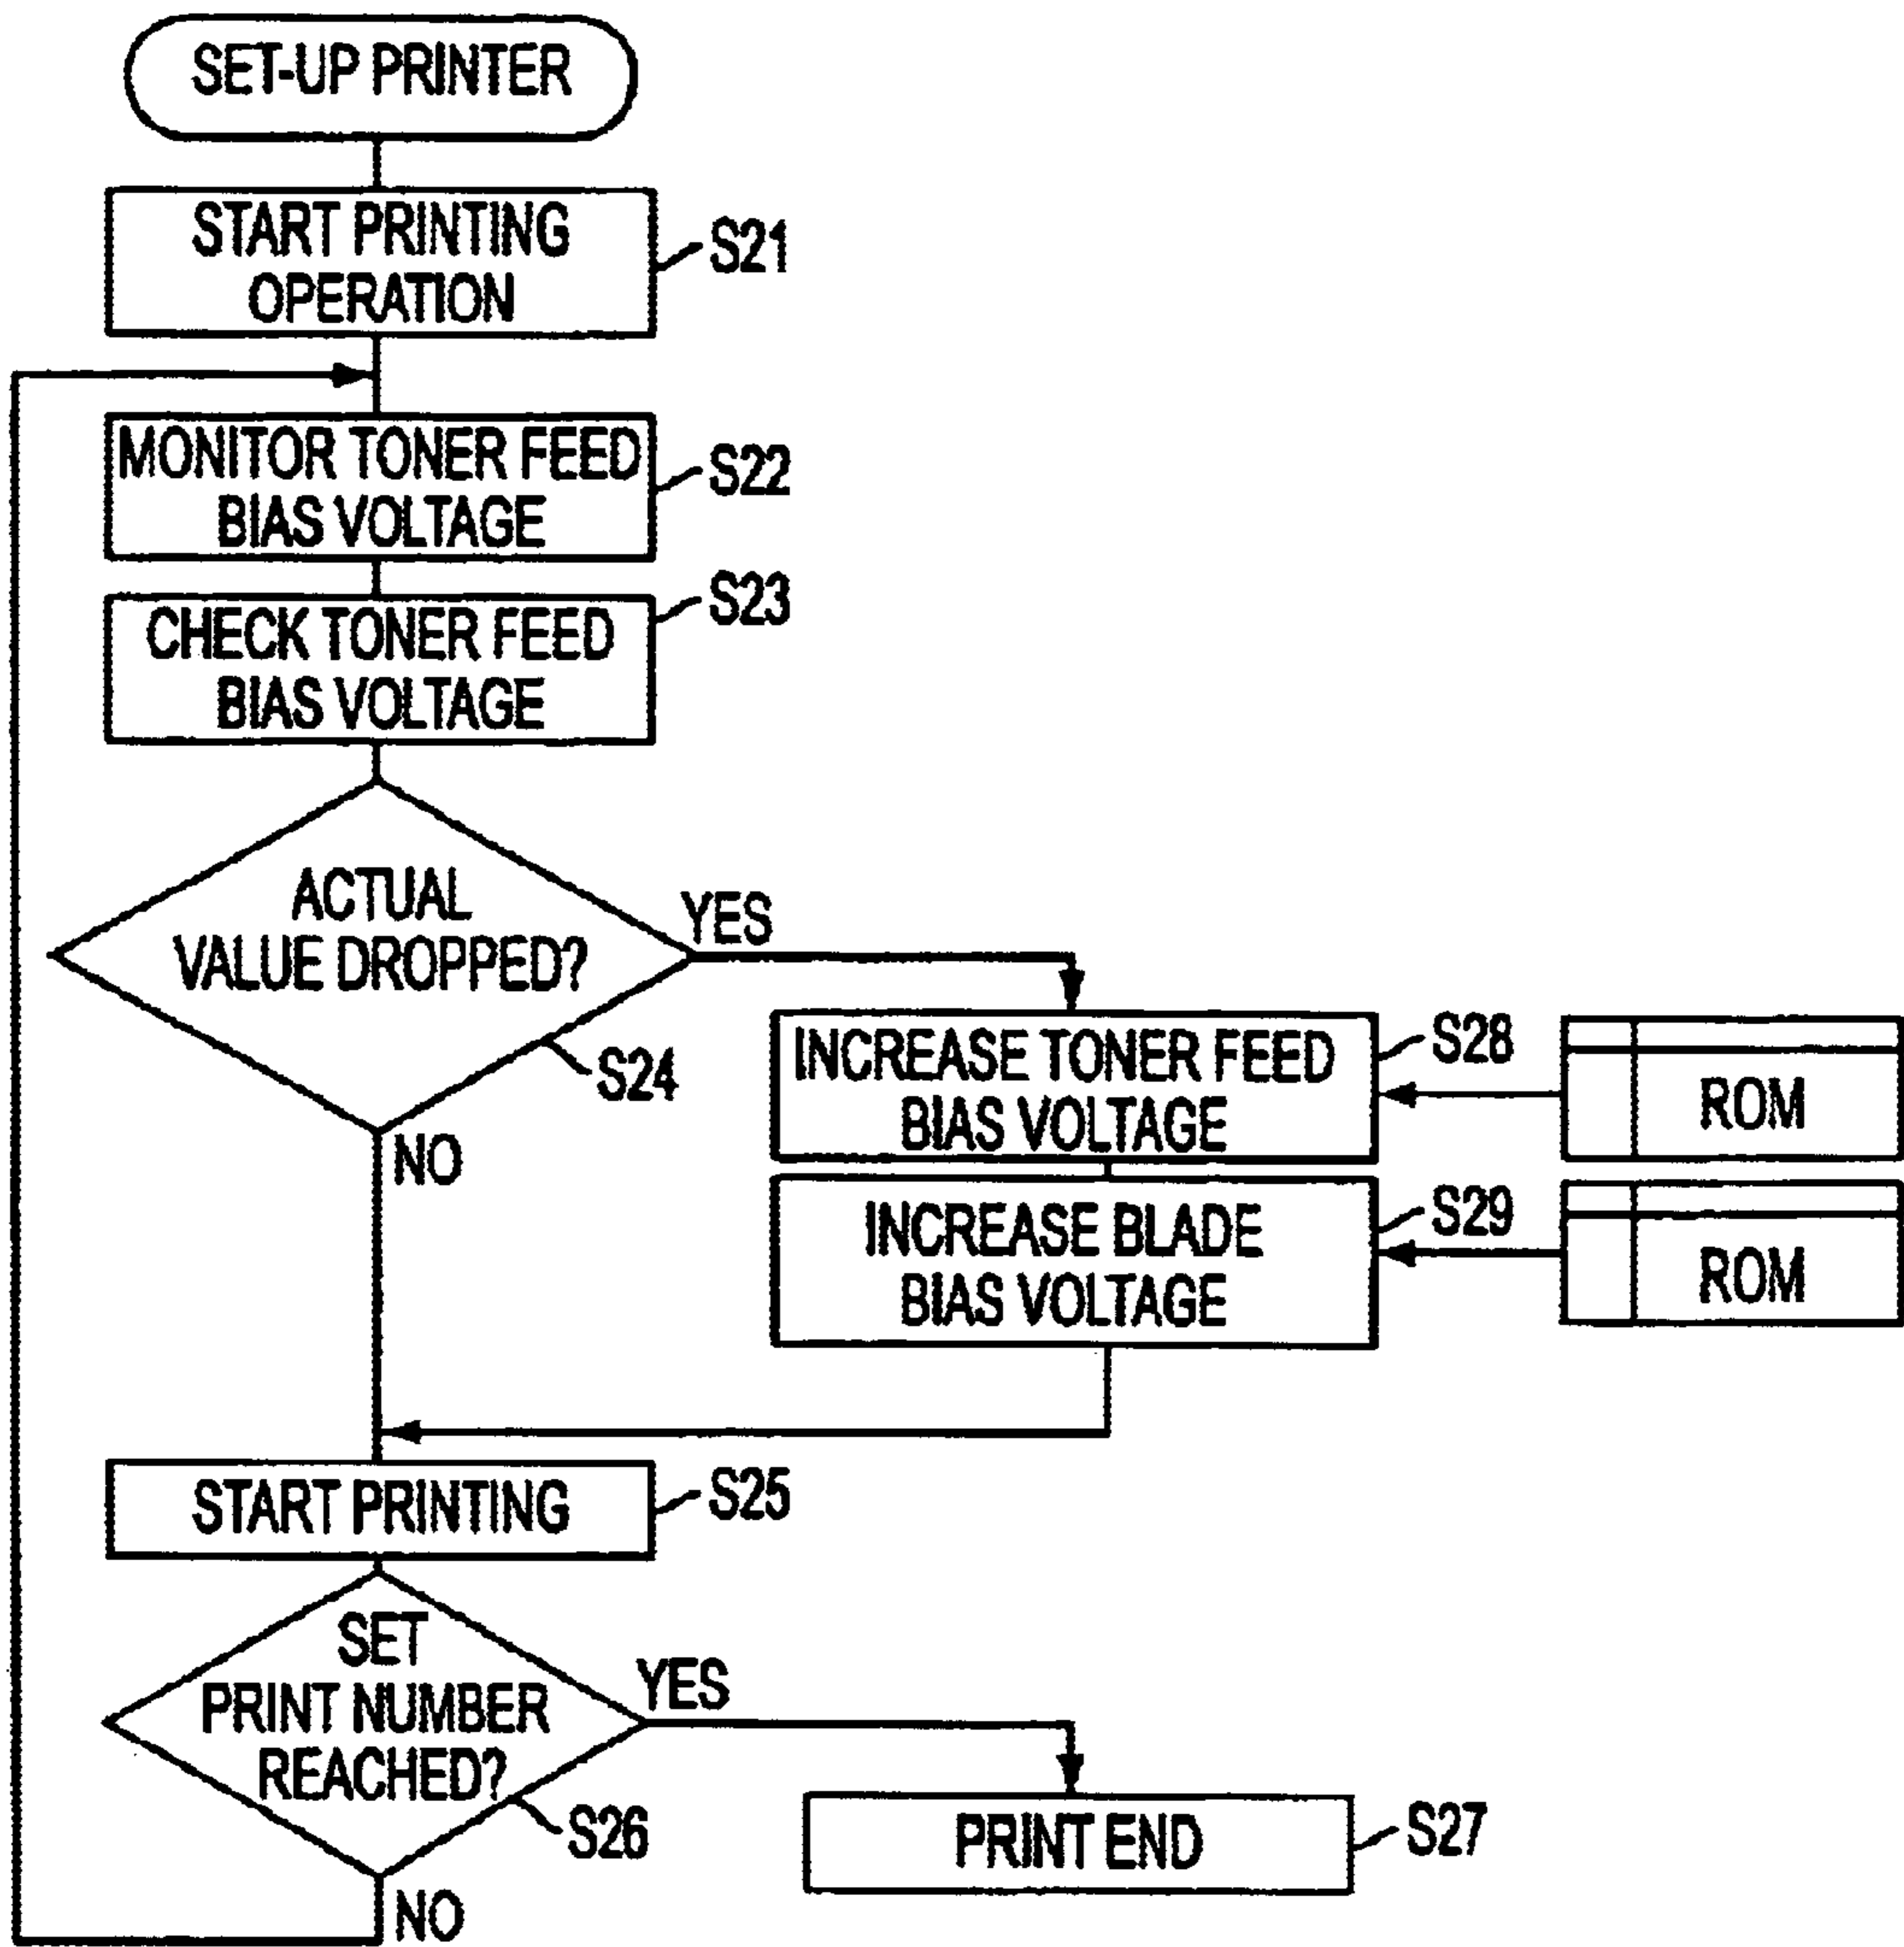 SET-UP PRINTER
START PRINTING
OPERATION
S21
MONITOR TONER FEED
BIAS VOLTAGE
S22
CHECK TONER FEED
BIAS VOLTAGE
S23
ACTUAL
VALUE DROPPED?
YES
S24
NO
INCREASE TONER FEED
BIAS VOLTAGE
S28
ROM
INCREASE BLADE
BIAS VOLTAGE
S29
ROM
START PRINTING
S25
SET
PRINT NUMBER
REACHED?
YES
S26
NO
PRINT END
S27